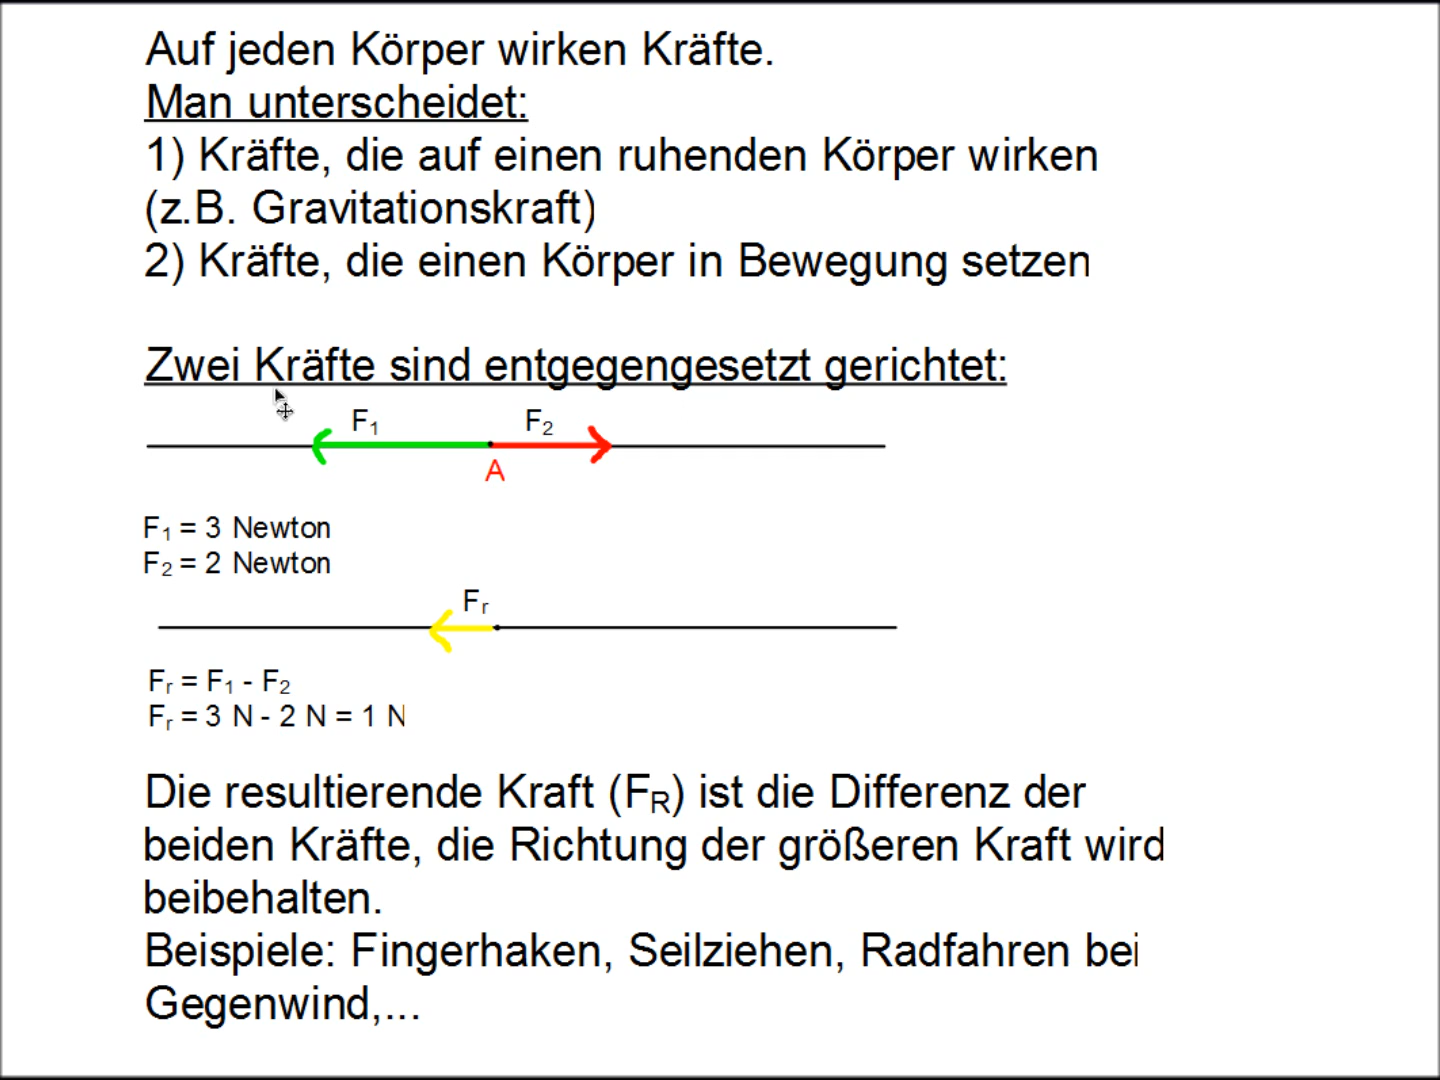 Auf jeden Körper wirken Kräfte.
Man unterscheidet:
1) Kräfte, die auf einen ruhenden Körper wirken
(z.B. Gravitationskraft)
2) Kräfte, die einen Körper in Bewegung setzen
Zwei Kräfte sind entgegengesetzt gerichtet:
F₁ F₂
A
F₁ = 3 Newton
F₂ = 2 Newton
Fᵣ
Fᵣ = F₁ - F₂
Fᵣ = 3 N - 2 N = 1 N
Die resultierende Kraft (F_R) ist die Differenz der
beiden Kräfte, die Richtung der größeren Kraft wird
beibehalten.
Beispiele: Fingerhaken, Seilziehen, Radfahren bei
Gegenwind,...